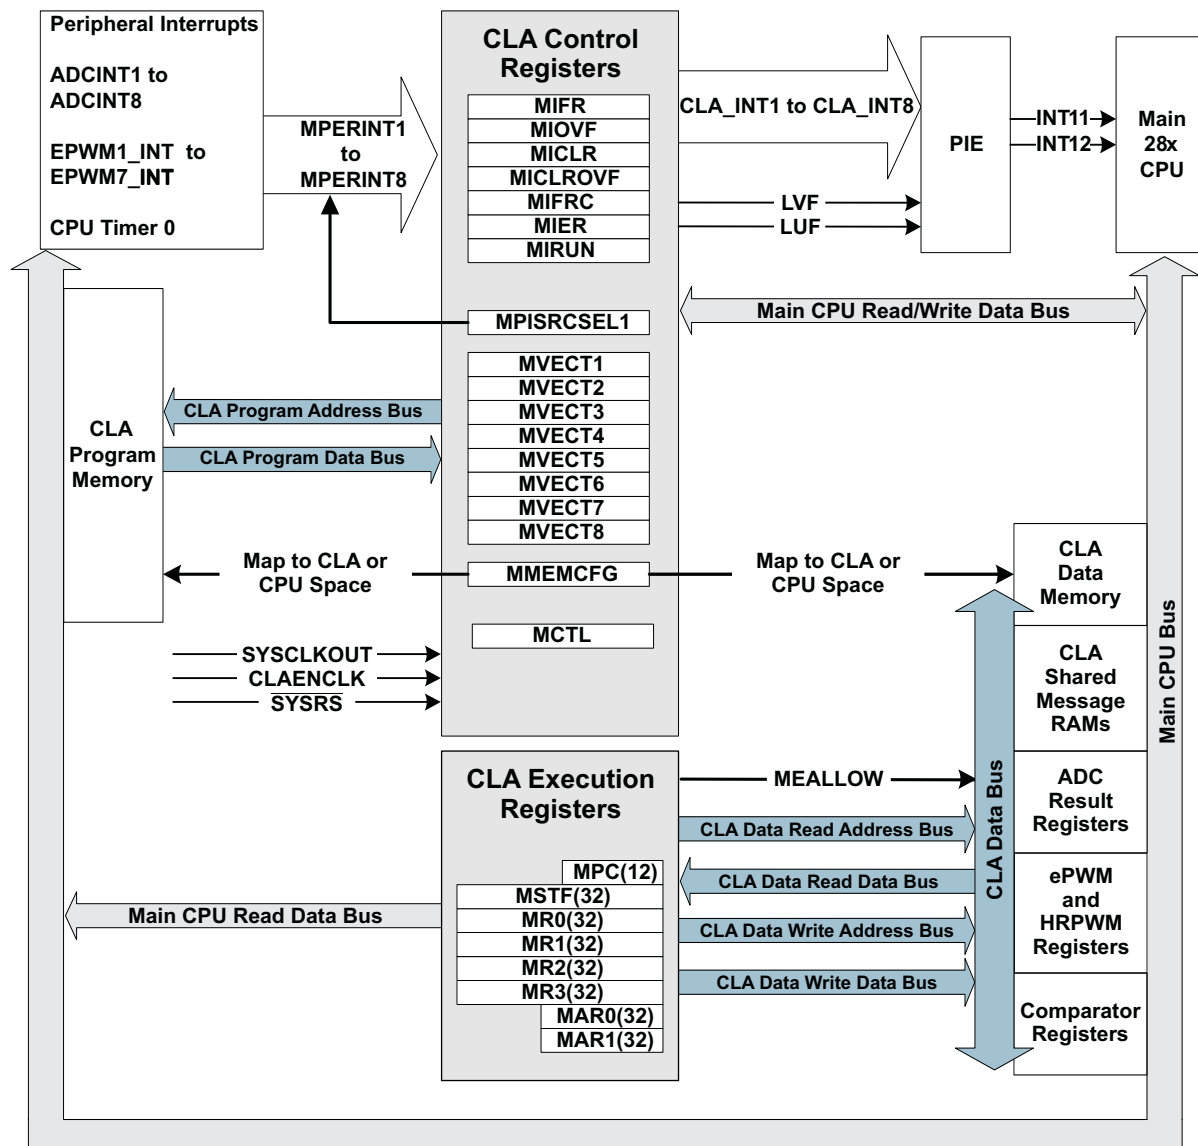 Peripheral Interrupts
ADCINT1 to
ADCINT8
EPWM1_INT to
EPWM7_INT
CPU Timer 0
MPERINT1
to
MPERINT8
CLA Control
Registers
MIFR
MIOVF
MICLR
MICLROVF
MIFRC
MIER
MIRUN
MPISRCSEL1
MVECT1
MVECT2
MVECT3
MVECT4
MVECT5
MVECT6
MVECT7
MVECT8
MMEMCFG
MCTL
CLA_INT1 to CLA_INT8
LVF
LUF
PIE
INT11
INT12
Main
28x
CPU
Main CPU Read/Write Data Bus
CLA
Program
Memory
CLA Program Address Bus
CLA Program Data Bus
Map to CLA or
CPU Space
Map to CLA or
CPU Space
SYSCLKOUT
CLAENCLK
SYSRS
CLA
Data
Memory
CLA
Shared
Message
RAMs
ADC
Result
Registers
ePWM
and
HRPWM
Registers
Comparator
Registers
Main CPU Bus
CLA Data Bus
CLA Execution
Registers
MPC(12)
MSTF(32)
MR0(32)
MR1(32)
MR2(32)
MR3(32)
MAR0(32)
MAR1(32)
MEALLOW
CLA Data Read Address Bus
CLA Data Read Data Bus
CLA Data Write Address Bus
CLA Data Write Data Bus
Main CPU Read Data Bus